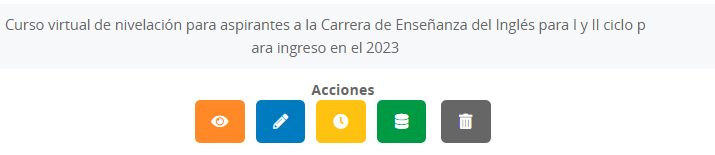 Curso virtual de nivelación para aspirantes a la Carrera de Enseñanza del Inglés para I y II ciclo p
ara ingreso en el 2023
Acciones